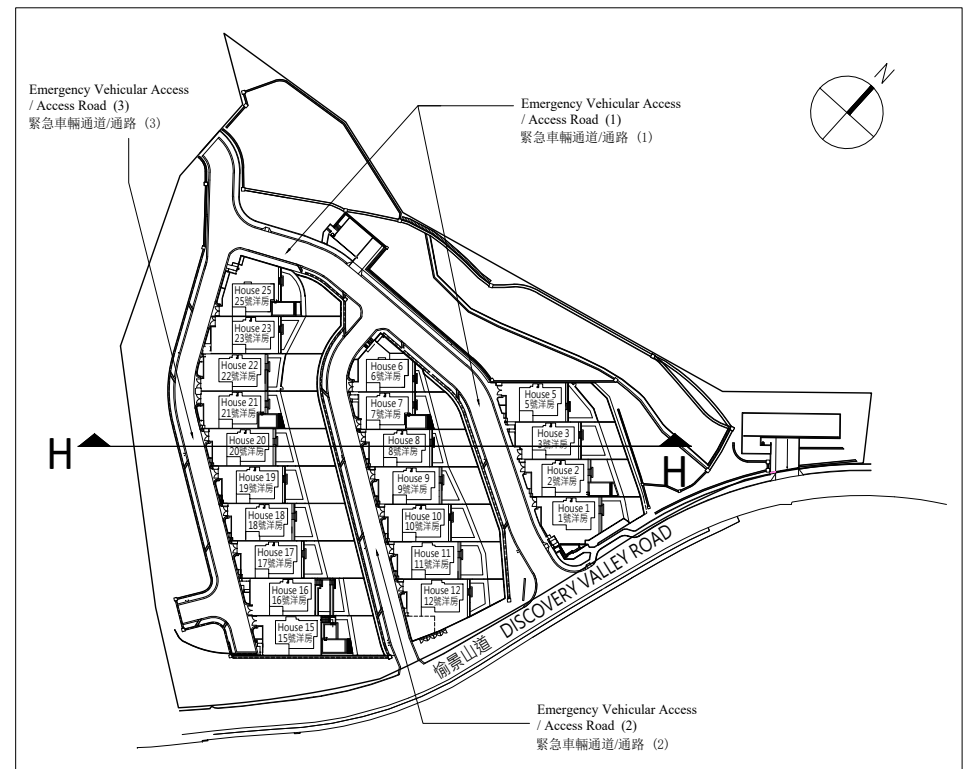 N
Emergency Vehicular Access
/ Access Road (3)
緊急車輛通道/通路 (3)
Emergency Vehicular Access
/ Access Road (1)
緊急車輛通道/通路 (1)
House 25
25號洋房
House 23
23號洋房
House 22
22號洋房
House 21
21號洋房
House 20
20號洋房
House 19
19號洋房
House 18
18號洋房
House 17
17號洋房
House 16
16號洋房
House 15
15號洋房
House 6
6號洋房
House 7
7號洋房
House 8
8號洋房
House 9
9號洋房
House 10
10號洋房
House 11
11號洋房
House 12
12號洋房
House 5
5號洋房
House 3
3號洋房
House 2
2號洋房
House 1
1號洋房
H
H
愉景山道 DISCOVERY VALLEY ROAD
Emergency Vehicular Access
/ Access Road (2)
緊急車輛通道/通路 (2)